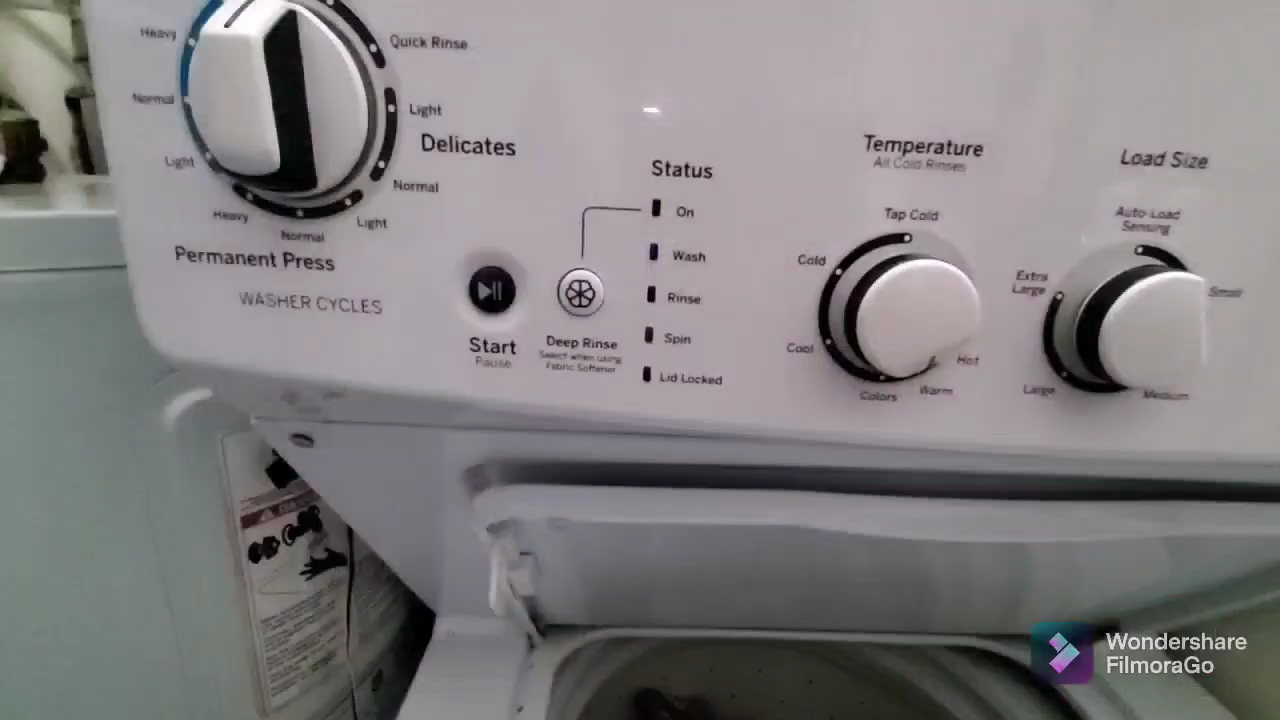 Heavy
Quick Rinse
Normal
Light
Delicates
Light
Normal
Heavy
Light
Normal
Permanent Press
WASHER CYCLES
Start
Pause
Deep Rinse
Select when using
Fabric Softener
Status
On
Wash
Rinse
Spin
Lid Locked
Temperature
All Cold Rinses
Tap Cold
Cold
Cool
Colors
Warm
Hot
Load Size
Auto Load
Sensing
Extra
Large
Small
Large
Medium
Wondershare
FilmoraGo